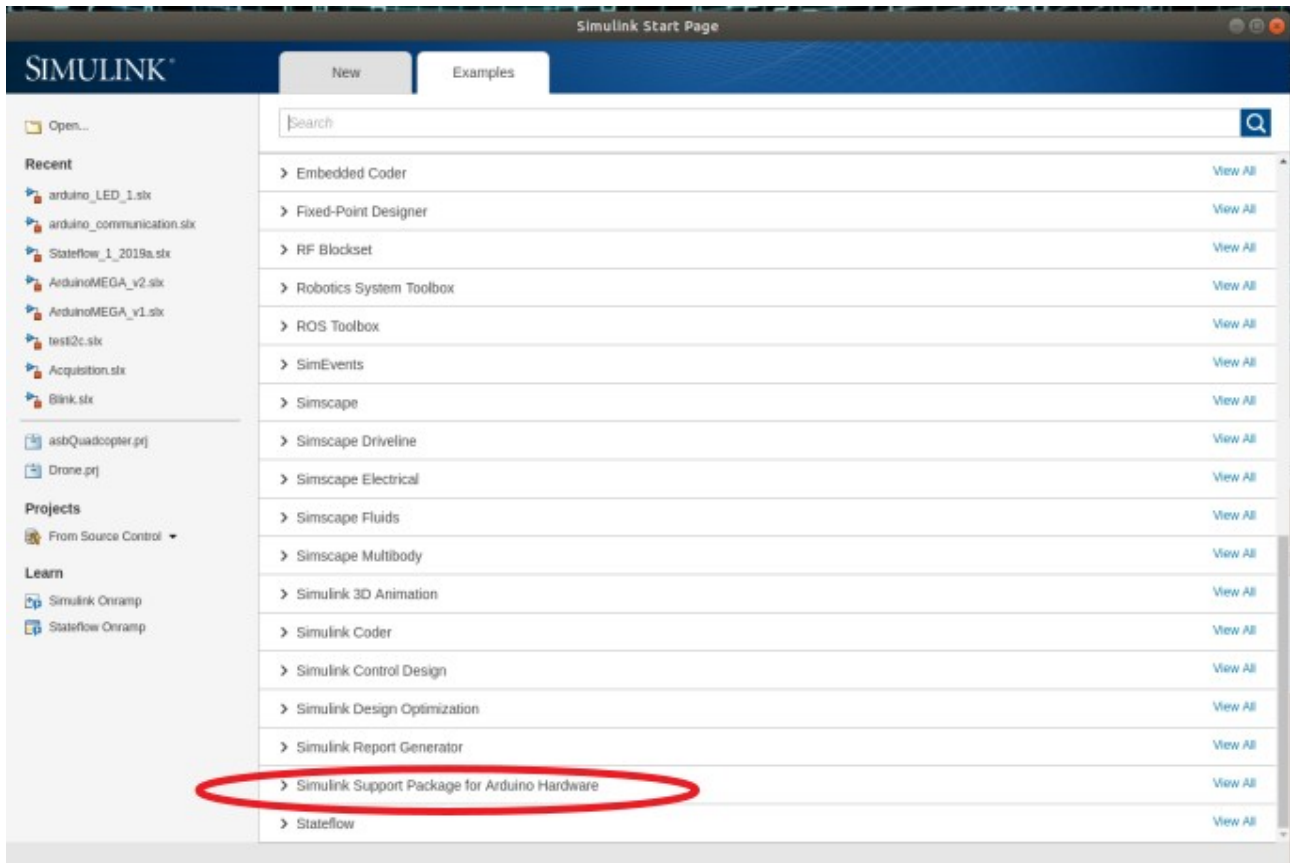 Simulink Start Page
SIMULINK®
New
Examples
Open...
Recent
arduino_LED_1.slx
arduino_communication.slx
Stateflow_1_2019a.slx
ArduinoMEGA_v2.slx
ArduinoMEGA_v1.slx
testi2c.slx
Acquisition.slx
Blink.slx
asbQuadcopter.prj
Drone.prj
Projects
From Source Control
Learn
Simulink Onramp
Stateflow Onramp
Search
Embedded Coder View All
Fixed-Point Designer View All
RF Blockset View All
Robotics System Toolbox View All
ROS Toolbox View All
SimEvents View All
Simscape View All
Simscape Driveline View All
Simscape Electrical View All
Simscape Fluids View All
Simscape Multibody View All
Simulink 3D Animation View All
Simulink Coder View All
Simulink Control Design View All
Simulink Design Optimization View All
Simulink Report Generator View All
Simulink Support Package for Arduino Hardware View All
Stateflow View All